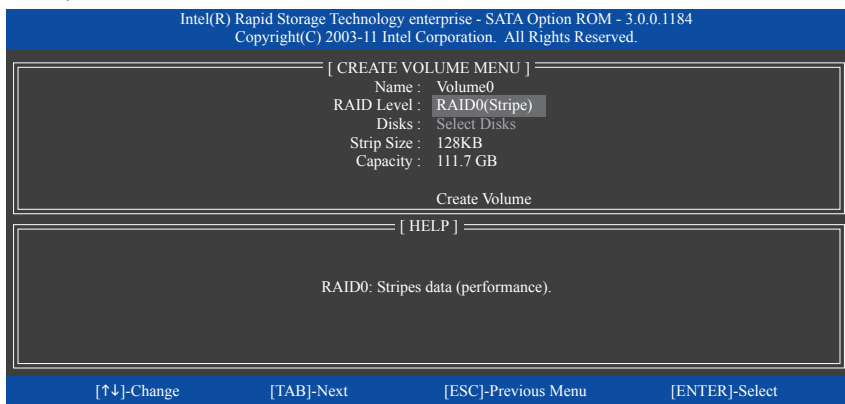 Intel(R) Rapid Storage Technology enterprise - SATA Option ROM - 3.0.0.1184
Copyright(C) 2003-11 Intel Corporation. All Rights Reserved.
[ CREATE VOLUME MENU ]
Name : Volume0
RAID Level : RAID0(Stripe)
Disks : Select Disks
Strip Size : 128KB
Capacity : 111.7 GB
Create Volume
[ HELP ]
RAID0: Stripes data (performance).
[↑↓]-Change [TAB]-Next [ESC]-Previous Menu [ENTER]-Select